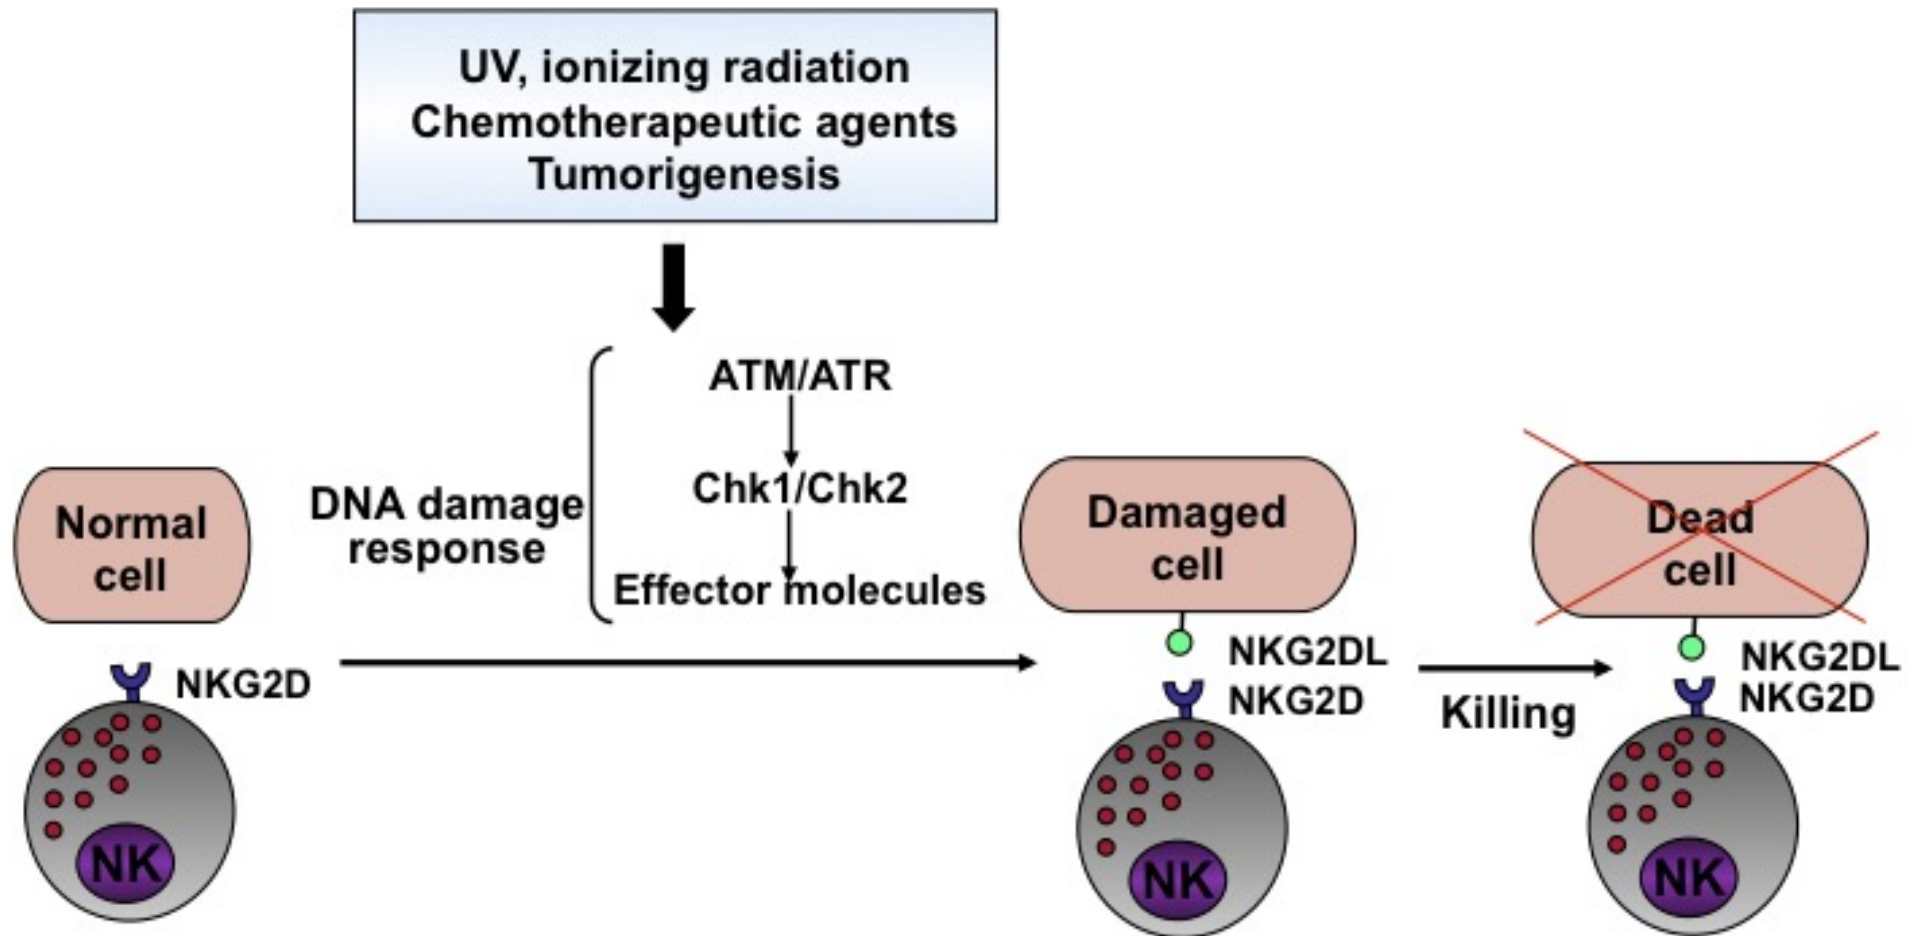 UV, ionizing radiation
Chemotherapeutic agents
Tumorigenesis
ATM/ATR
Chk1/Chk2
Effector molecules
DNA damage
response
Normal
cell
NKG2D
NK
Damaged
cell
NKG2DL
NKG2D
NK
Killing
Dead
cell
NKG2DL
NKG2D
NK